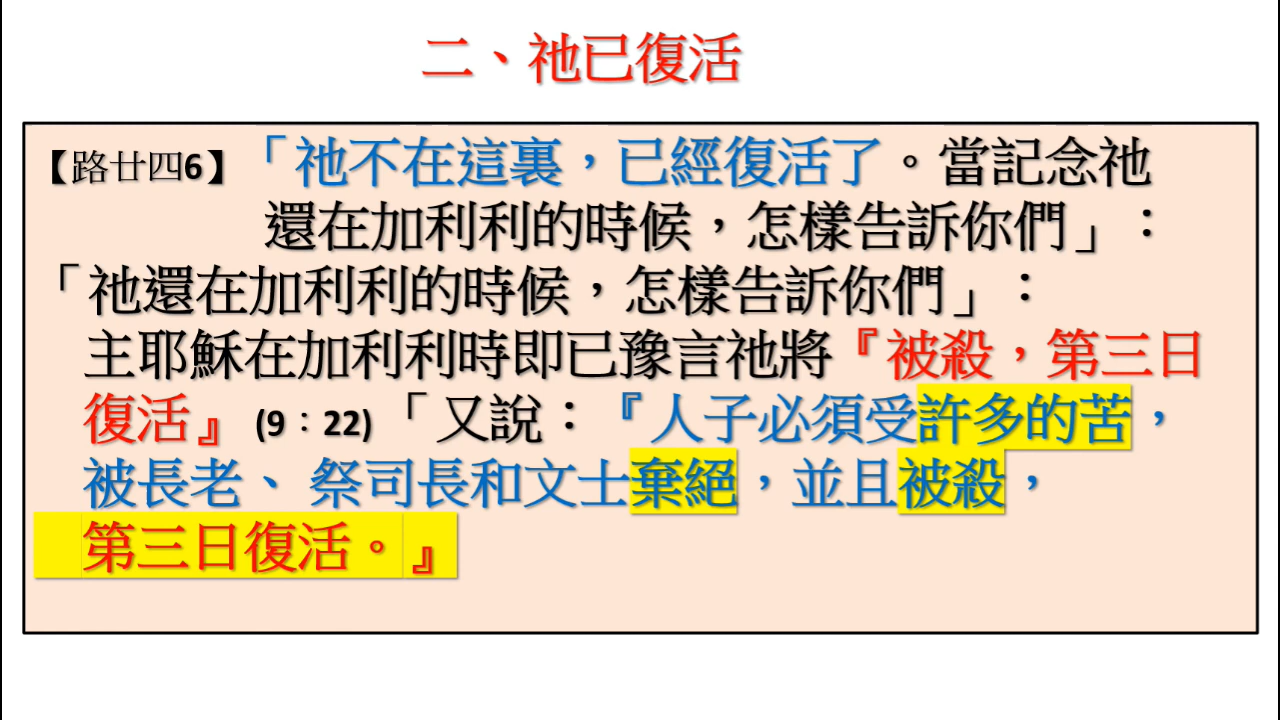 二、祂已復活
【路廿四6】「祂不在這裏，已經復活了。當記念祂
還在加利利的時候，怎樣告訴你們」：
「祂還在加利利的時候，怎樣告訴你們」：
主耶穌在加利利時即已豫言祂將『被殺，第三日
復活』(9：22)「又說：『人子必須受許多的苦，
被長老、 祭司長和文士棄絕，並且被殺，
第三日復活。』